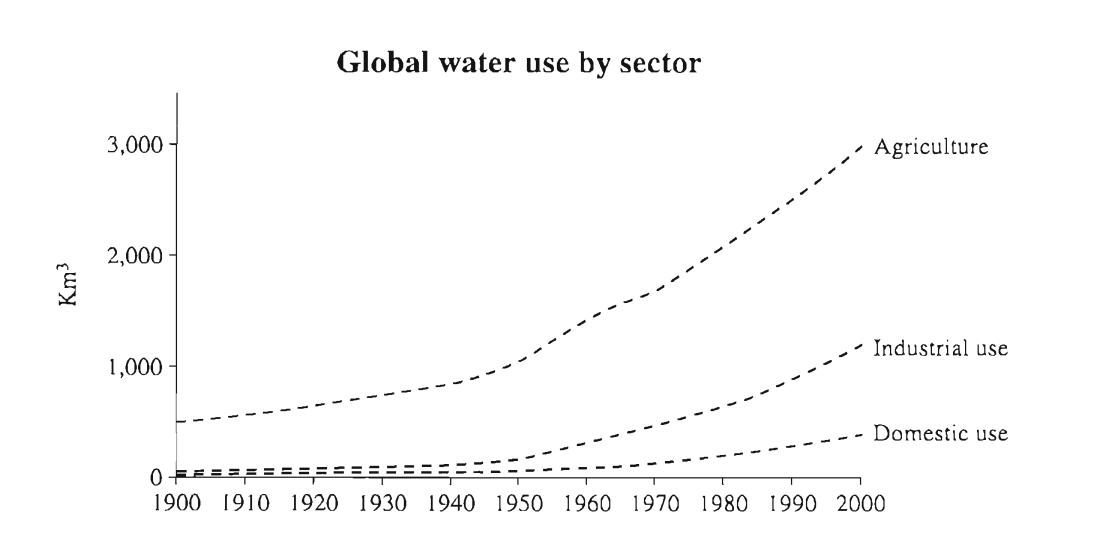 Global water use by sector
3,000
2,000
1,000
0
Km³
Agriculture
Industrial use
Domestic use
1900 1910 1920 1930 1940 1950 1960 1970 1980 1990 2000